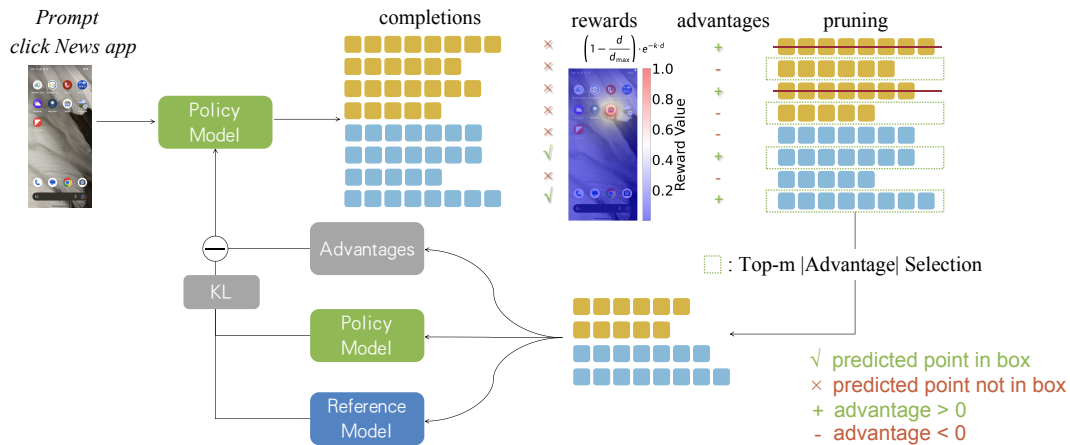 Prompt
click News app
completions
rewards
advantages
pruning
(1 − d/d_max) · e^{−k·d}
Policy
Model
× + 
× -
× +
× -
× -
√ +
× -
√ +
1.0
0.8
0.6
0.4
0.2
Reward Value
Advantages
KL
Policy
Model
Reference
Model
: Top-m |Advantage| Selection
√ predicted point in box
× predicted point not in box
+ advantage > 0
- advantage < 0